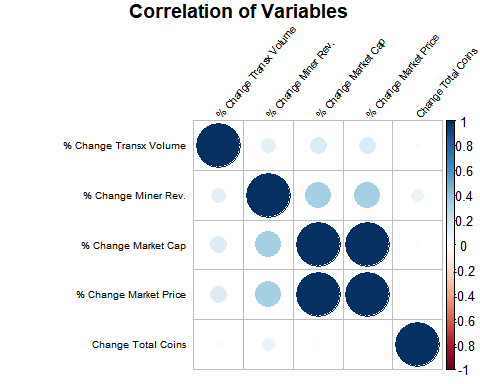 Correlation of Variables
% Change Transx Volume
% Change Miner Rev.
% Change Market Cap
% Change Market Price
Change Total Coins
% Change Transx Volume
% Change Miner Rev.
% Change Market Cap
% Change Market Price
Change Total Coins
1
0.8
0.6
0.4
0.2
0
-0.2
-0.4
-0.6
-0.8
-1